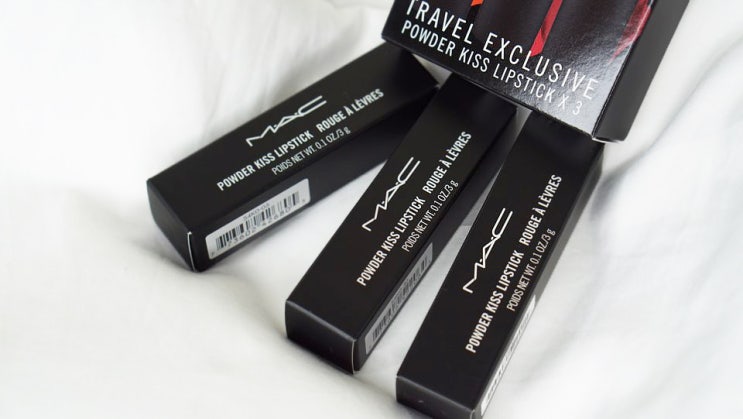 TRAVEL EXCLUSIVE
POWDER KISS LIPSTICK X 3
MAC
POWDER KISS LIPSTICK ROUGE À LÈVRES
POIDS NET WT. 0.1 OZ/3 g
MAC
POWDER KISS LIPSTICK ROUGE À LÈVRES
POIDS NET WT. 0.1 OZ/3 g
MAC
POWDER KISS LIPSTICK ROUGE À LÈVRES
POIDS NET WT. 0.1 OZ/3 g